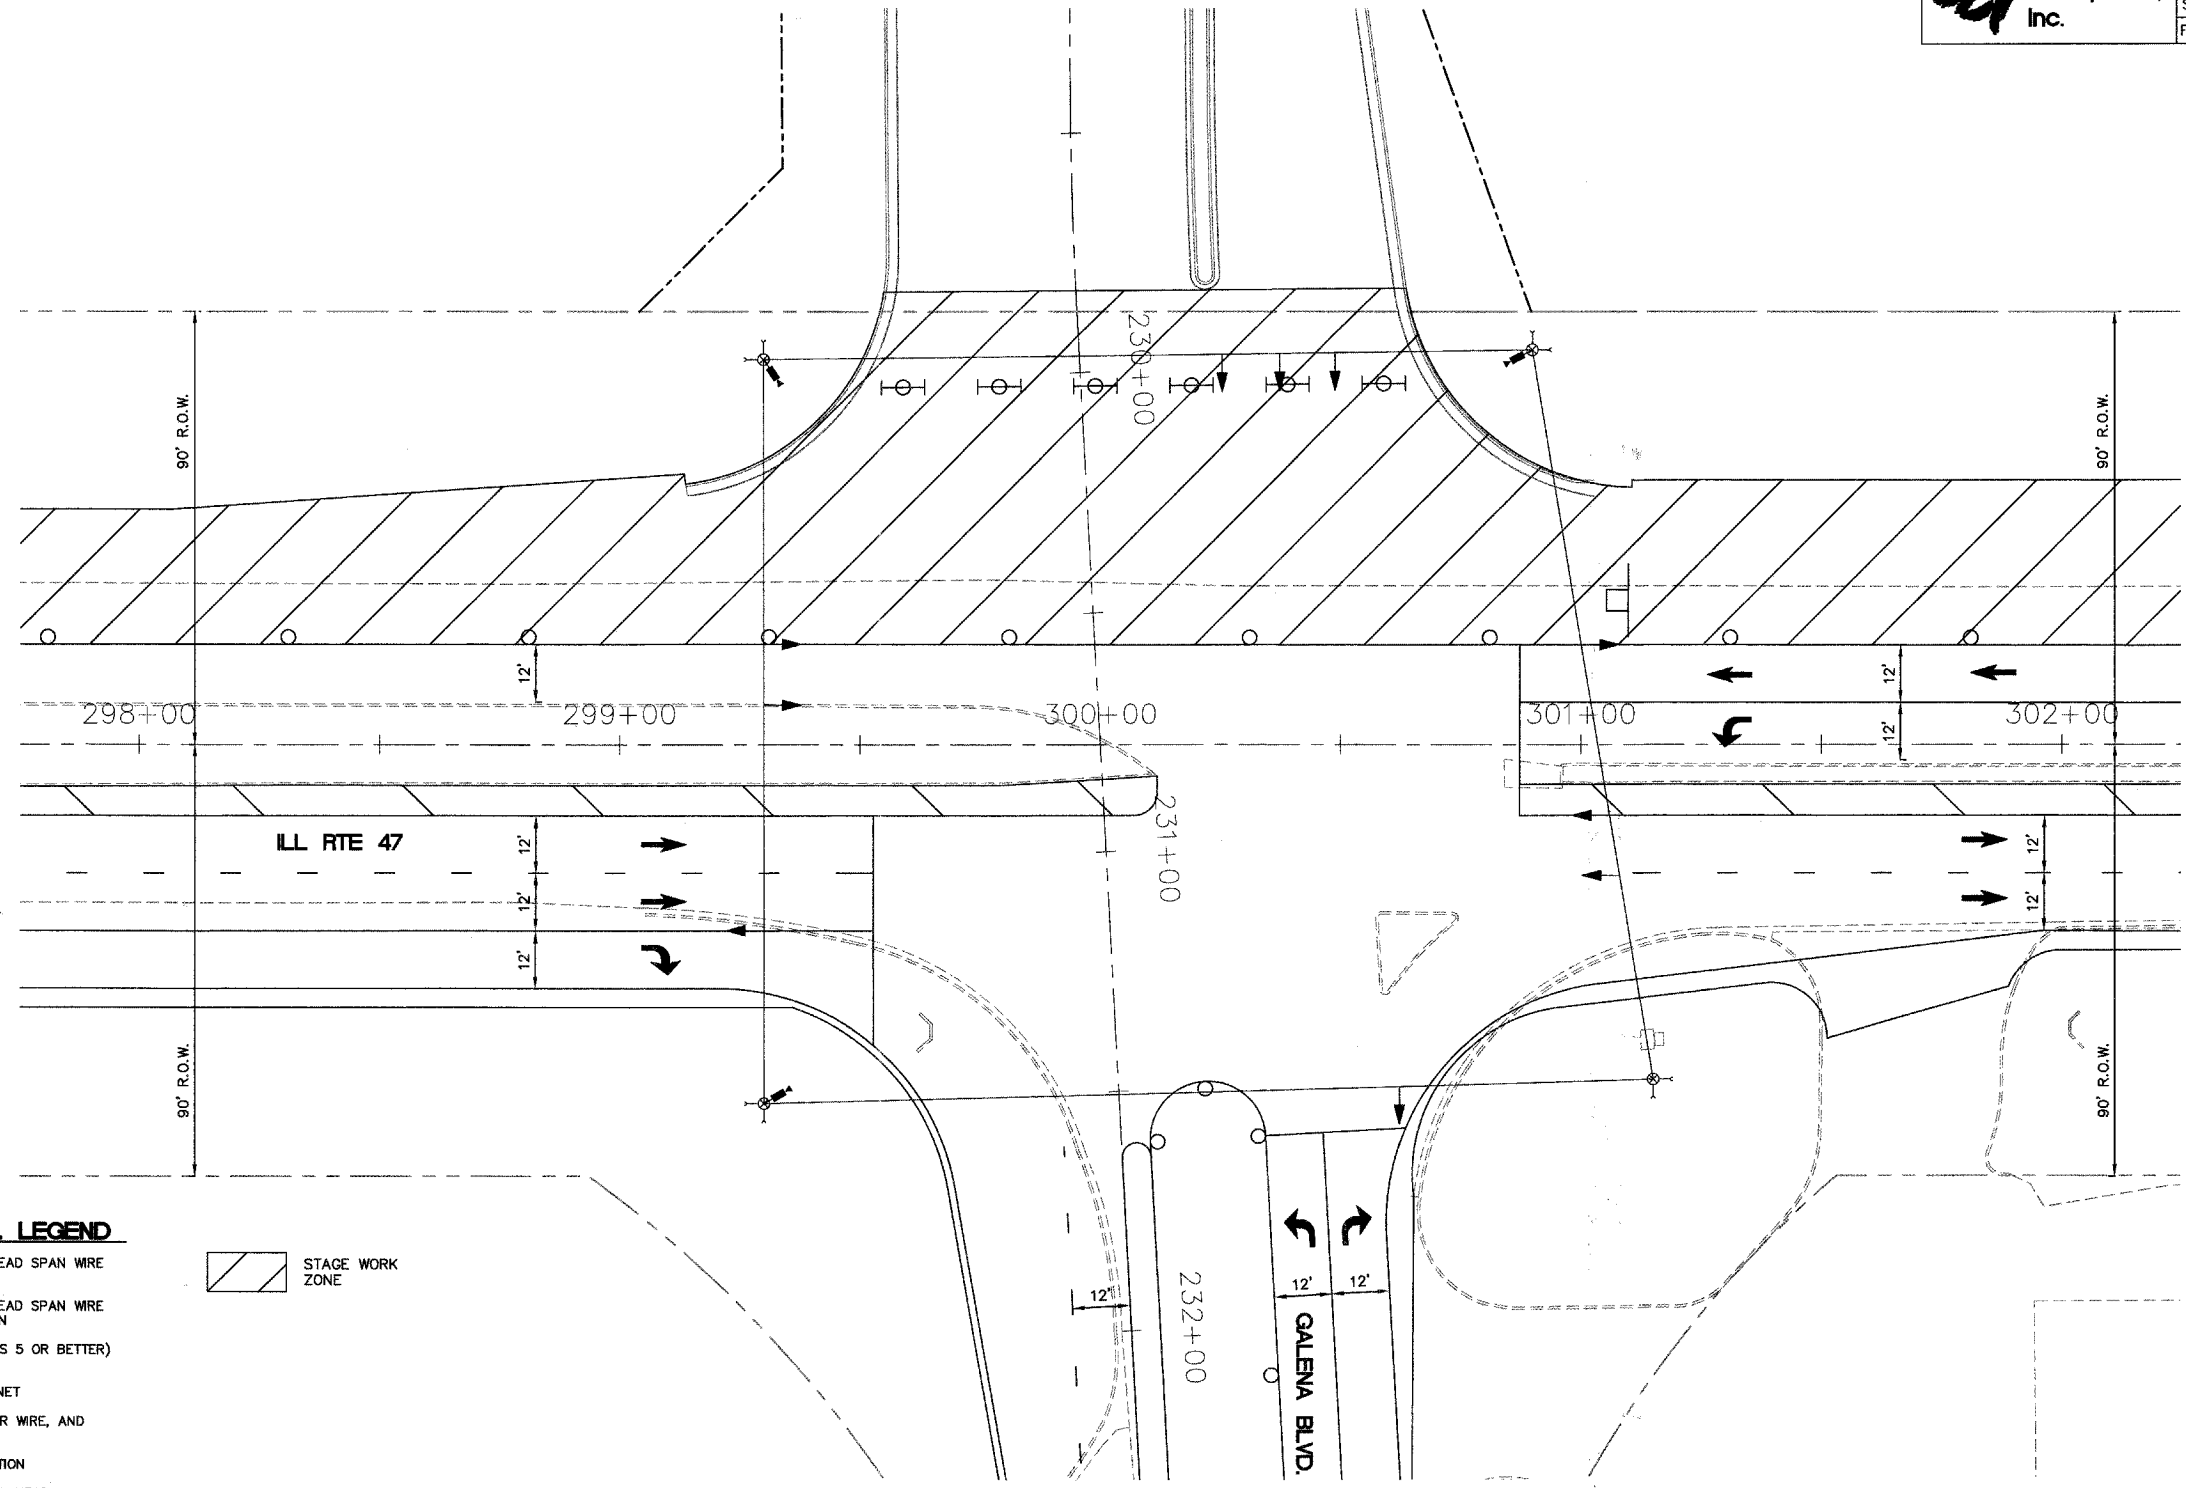 Inc.
230+00
90' R.O.W.
90' R.O.W.
12'
12'
12'
298+00
299+00
300+00
301+00
302+00
231+00
ILL RTE 47
12'
12'
12'
12'
12'
90' R.O.W.
90' R.O.W.
LEGEND
EAD SPAN WIRE
EAD SPAN WIRE
N
S 5 OR BETTER)
NET
R WIRE, AND
TION
STAGE WORK
ZONE
12'
232+00
12'
12'
GALENA BLVD.